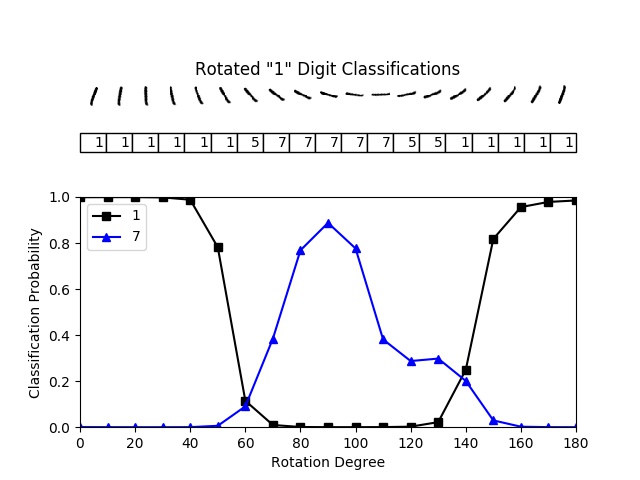 Rotated "1" Digit Classifications
1 1 1 1 1 1 5 7 7 7 7 7 5 5 1 1 1 1 1
1.0
0.8
0.6
0.4
0.2
0.0
Classification Probability
1
7
0 20 40 60 80 100 120 140 160 180
Rotation Degree